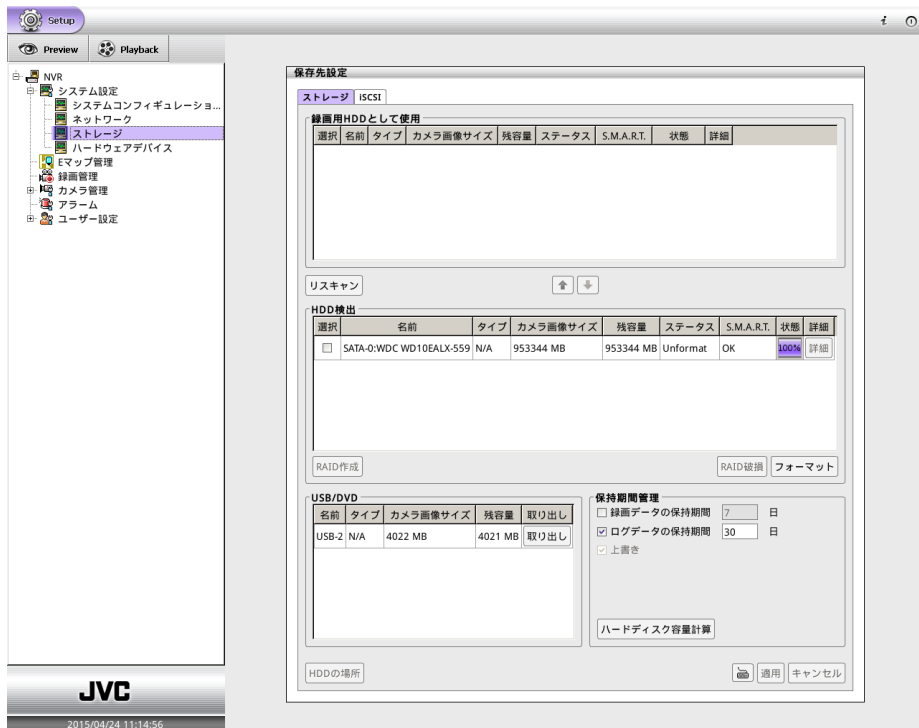 Setup
i
Preview Playback
NVR
システム設定
システムコンフィギュレーショ...
ネットワーク
ストレージ
ハードウェアデバイス
Eマップ管理
録画管理
カメラ管理
アラーム
ユーザー設定
保存先設定
ストレージ iSCSI
録画用HDDとして使用
選択 名前 タイプ カメラ画像サイズ 残容量 ステータス S.M.A.R.T. 状態 詳細
リスキャン
HDD検出
選択 名前 タイプ カメラ画像サイズ 残容量 ステータス S.M.A.R.T. 状態 詳細
SATA-0:WDC WD10EALX-559 N/A 953344 MB 953344 MB Unformat OK 100% 詳細
RAID作成 RAID破損 フォーマット
USB/DVD
名前 タイプ カメラ画像サイズ 残容量 取り出し
USB-2 N/A 4022 MB 4021 MB 取り出し
保持期間管理
録画データの保持期間 7 日
ログデータの保持期間 30 日
上書き
ハードディスク容量計算
HDDの場所 適用 キャンセル
JVC
2015/04/24 11:14:56